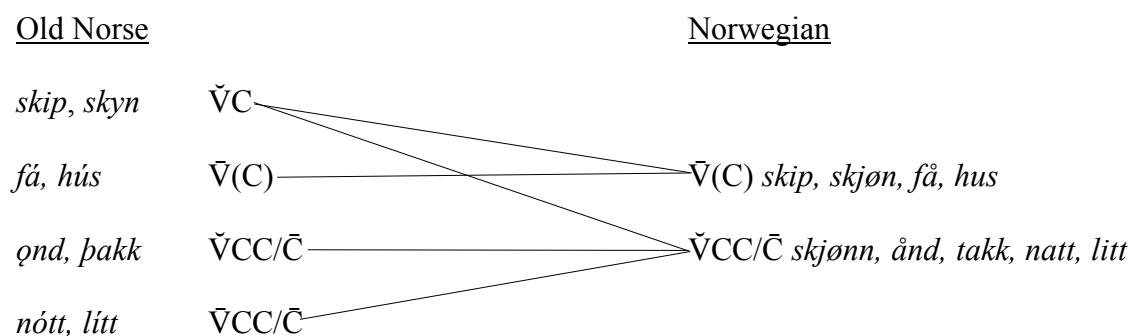 Old Norse Norwegian
skip, skyn V̆C
fá, hús V̄(C) V̄(C) skip, skjøn, få, hus
ǫnd, þakk V̆CC/C̄ V̆CC/C̄ skjønn, ånd, takk, natt, litt
nótt, lítt V̄CC/C̄